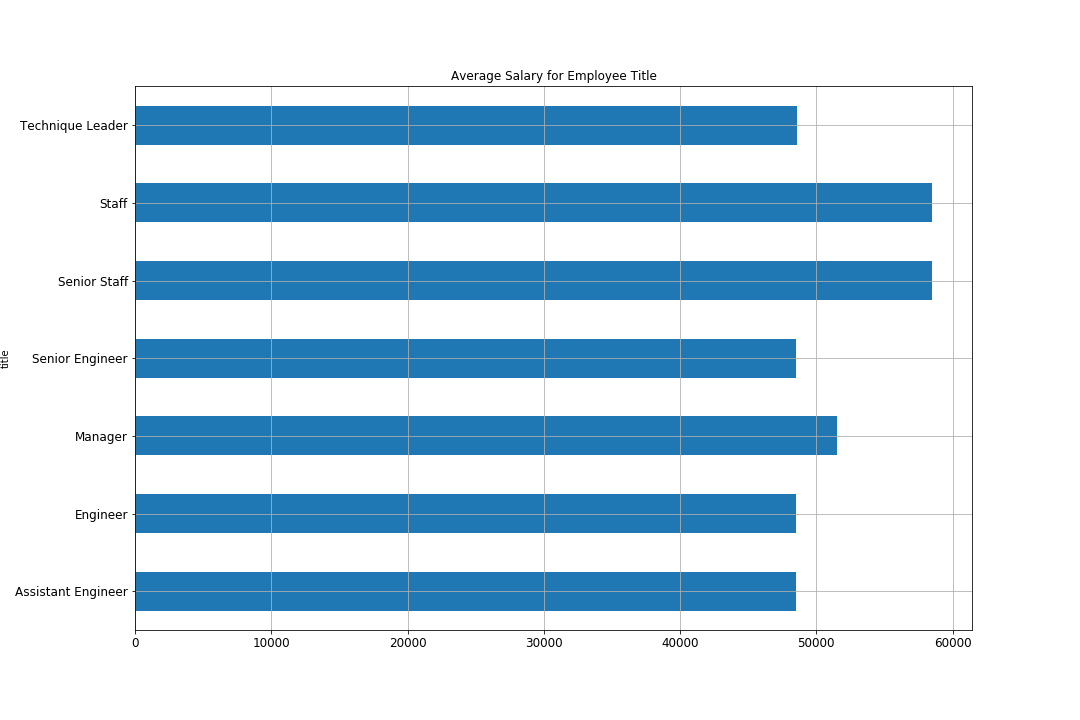 Average Salary for Employee Title
title
Technique Leader
Staff
Senior Staff
Senior Engineer
Manager
Engineer
Assistant Engineer
0 10000 20000 30000 40000 50000 60000